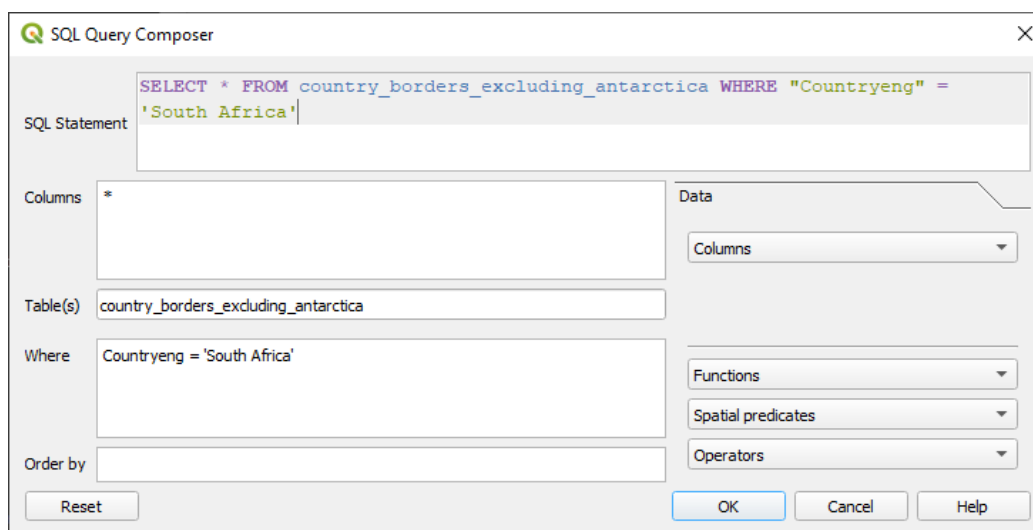 SQL Query Composer
SELECT * FROM country_borders_excluding_antarctica WHERE "Countryeng" =
'South Africa'
SQL Statement
Columns
*
Data
Columns
Table(s)
country_borders_excluding_antarctica
Where
Countryeng = 'South Africa'
Functions
Spatial predicates
Operators
Order by
Reset
OK
Cancel
Help